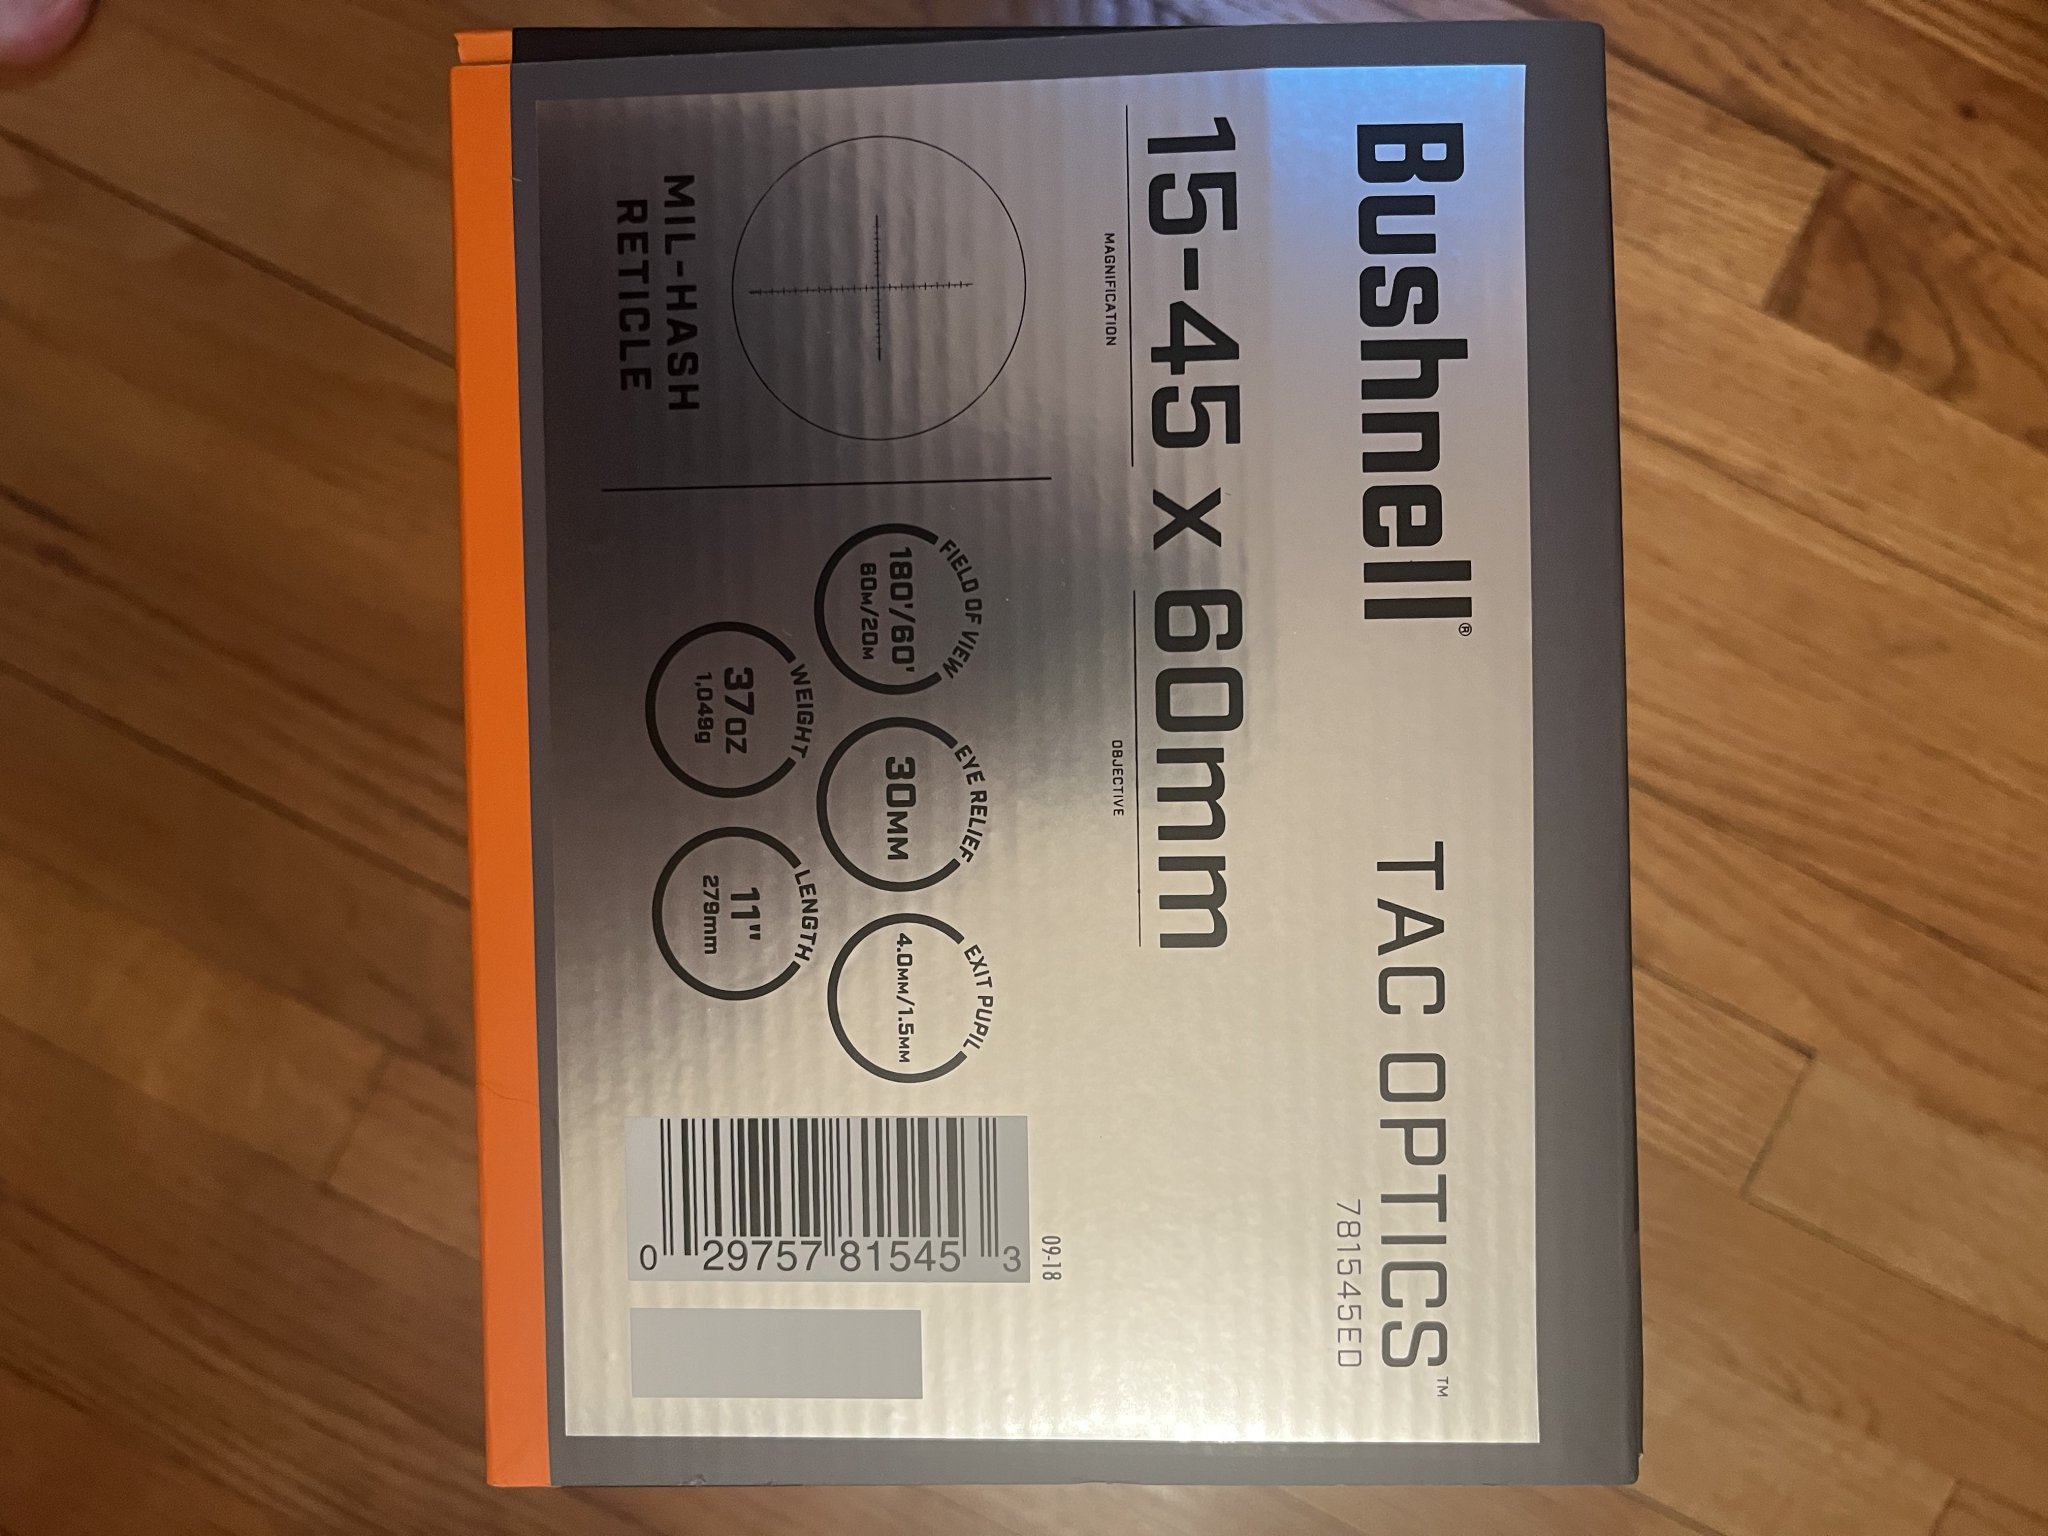 Bushnell®
TAC OPTICS™
781545ED
15-45 x 60mm
MAGNIFICATION
OBJECTIVE
MIL-HASH
RETICLE
FIELD OF VIEW
180'/60'
60M/20M
EYE RELIEF
30MM
EXIT PUPIL
4.0MM/1.5MM
WEIGHT
37OZ
1,049g
LENGTH
11"
279mm
09-18
0 29757 81545 3